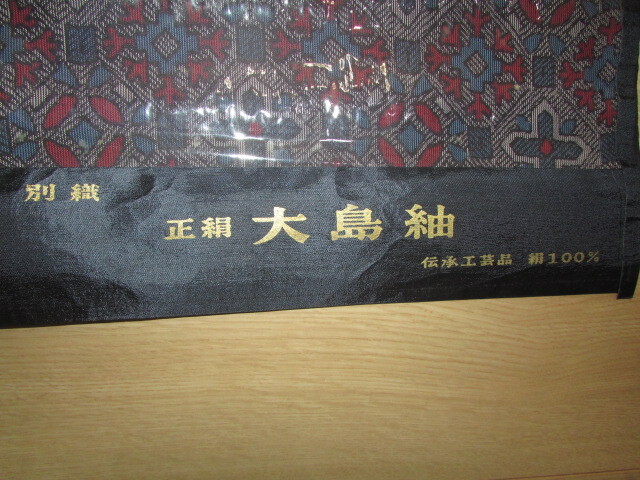 別織
正絹 大島紬
伝承工芸品 絹100%